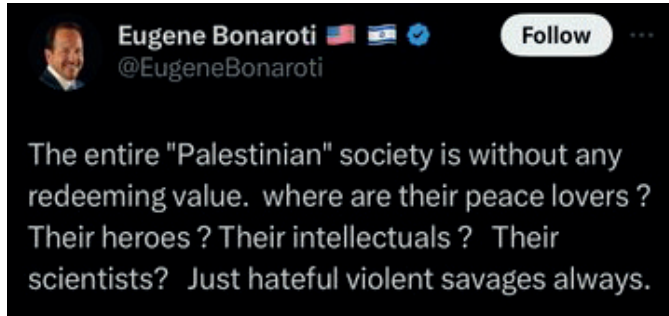 Eugene Bonaroti 🇺🇸 🇮🇱
Follow
@EugeneBonaroti
The entire "Palestinian" society is without any
redeeming value.  where are their peace lovers ?
Their heroes ? Their intellectuals ?   Their
scientists?   Just hateful violent savages always.